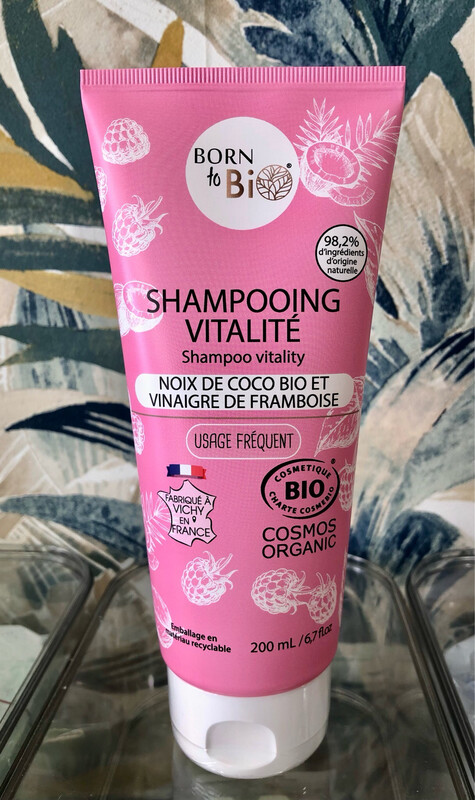 BORN
to Bio®
98,2%
d'ingrédients
d'origine
naturelle
SHAMPOOING
VITALITÉ
Shampoo vitality
NOIX DE COCO BIO ET
VINAIGRE DE FRAMBOISE
USAGE FRÉQUENT
FABRIQUÉ À
VICHY
EN
FRANCE
COSMETIQUE
BIO
CHARTE COSMEBIO
COSMOS
ORGANIC
Emballage en
matériau recyclable
200 mL / 6,7 fl oz